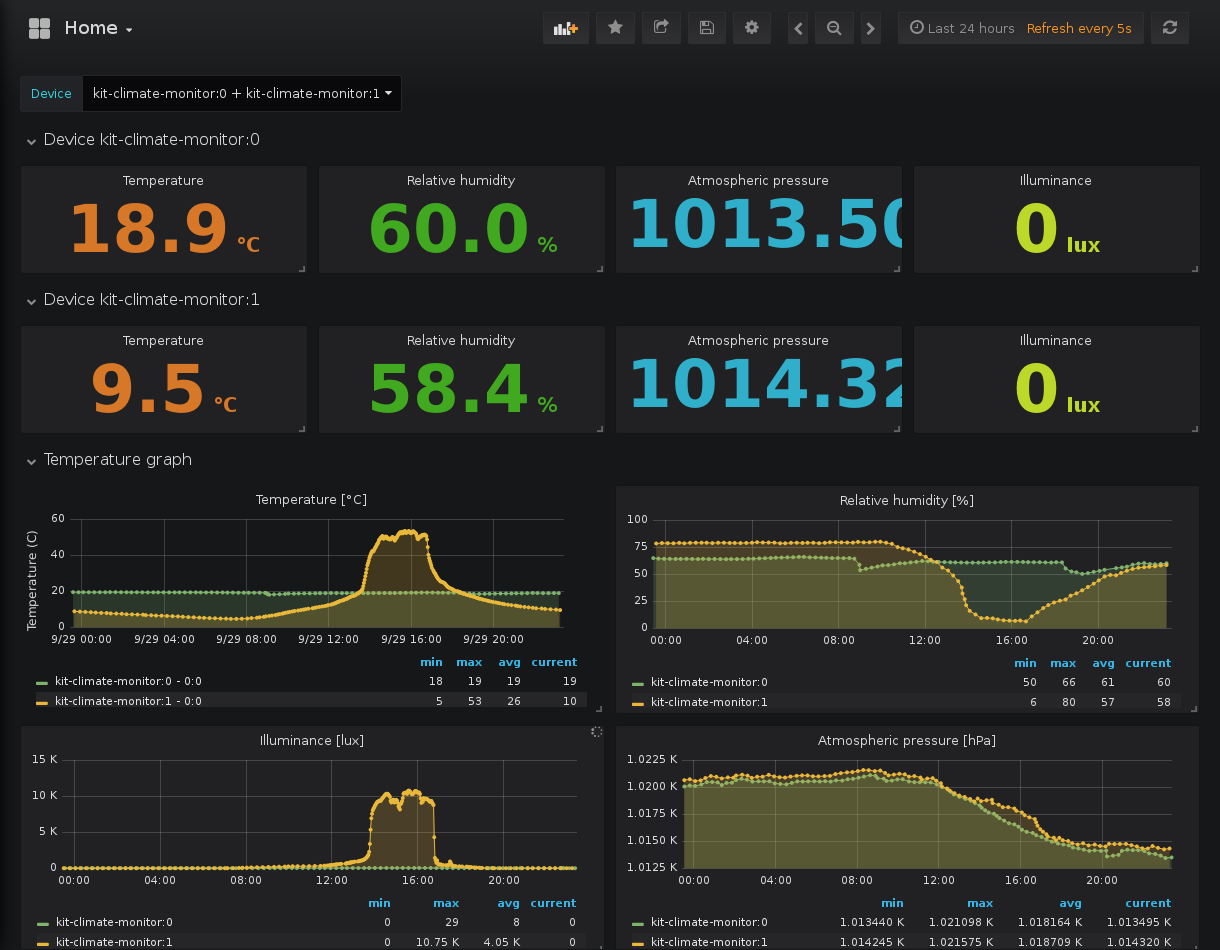 Home
Last 24 hours Refresh every 5s
Device kit-climate-monitor:0 + kit-climate-monitor:1
Device kit-climate-monitor:0
Temperature Relative humidity Atmospheric pressure Illuminance
18.9 °C 60.0 % 1013.50 0 lux
Device kit-climate-monitor:1
Temperature Relative humidity Atmospheric pressure Illuminance
9.5 °C 58.4 % 1014.32 0 lux
Temperature graph
Temperature [°C]
Temperature (C)
60
40
20
0
9/29 00:00 9/29 04:00 9/29 08:00 9/29 12:00 9/29 16:00 9/29 20:00
min max avg current
kit-climate-monitor:0 - 0:0 18 19 19 19
kit-climate-monitor:1 - 0:0 5 53 26 10
Relative humidity [%]
100
75
50
25
0
00:00 04:00 08:00 12:00 16:00 20:00
min max avg current
kit-climate-monitor:0 50 66 61 60
kit-climate-monitor:1 6 80 57 58
Illuminance [lux]
15 K
10 K
5 K
0
00:00 04:00 08:00 12:00 16:00 20:00
min max avg current
kit-climate-monitor:0 0 29 8 0
kit-climate-monitor:1 0 10.75 K 4.05 K 0
Atmospheric pressure [hPa]
1.0225 K
1.0200 K
1.0175 K
1.0150 K
1.0125 K
00:00 04:00 08:00 12:00 16:00 20:00
min max avg current
kit-climate-monitor:0 1.013440 K 1.021098 K 1.018164 K 1.013495 K
kit-climate-monitor:1 1.014245 K 1.021575 K 1.018709 K 1.014320 K